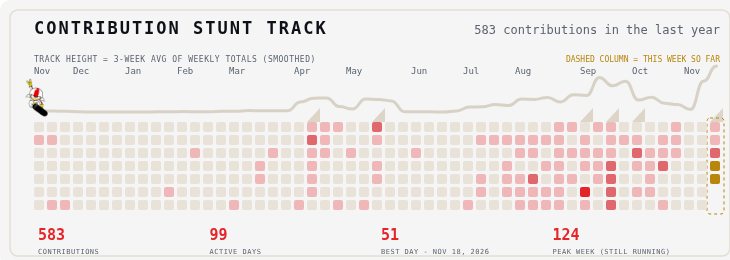 CONTRIBUTION STUNT TRACK
583 contributions in the last year
TRACK HEIGHT = 3-WEEK AVG OF WEEKLY TOTALS (SMOOTHED)
DASHED COLUMN = THIS WEEK SO FAR
Nov Dec Jan Feb Mar Apr May Jun Jul Aug Sep Oct Nov
583 99 51 124
CONTRIBUTIONS ACTIVE DAYS BEST DAY - NOV 18, 2026 PEAK WEEK (STILL RUNNING)